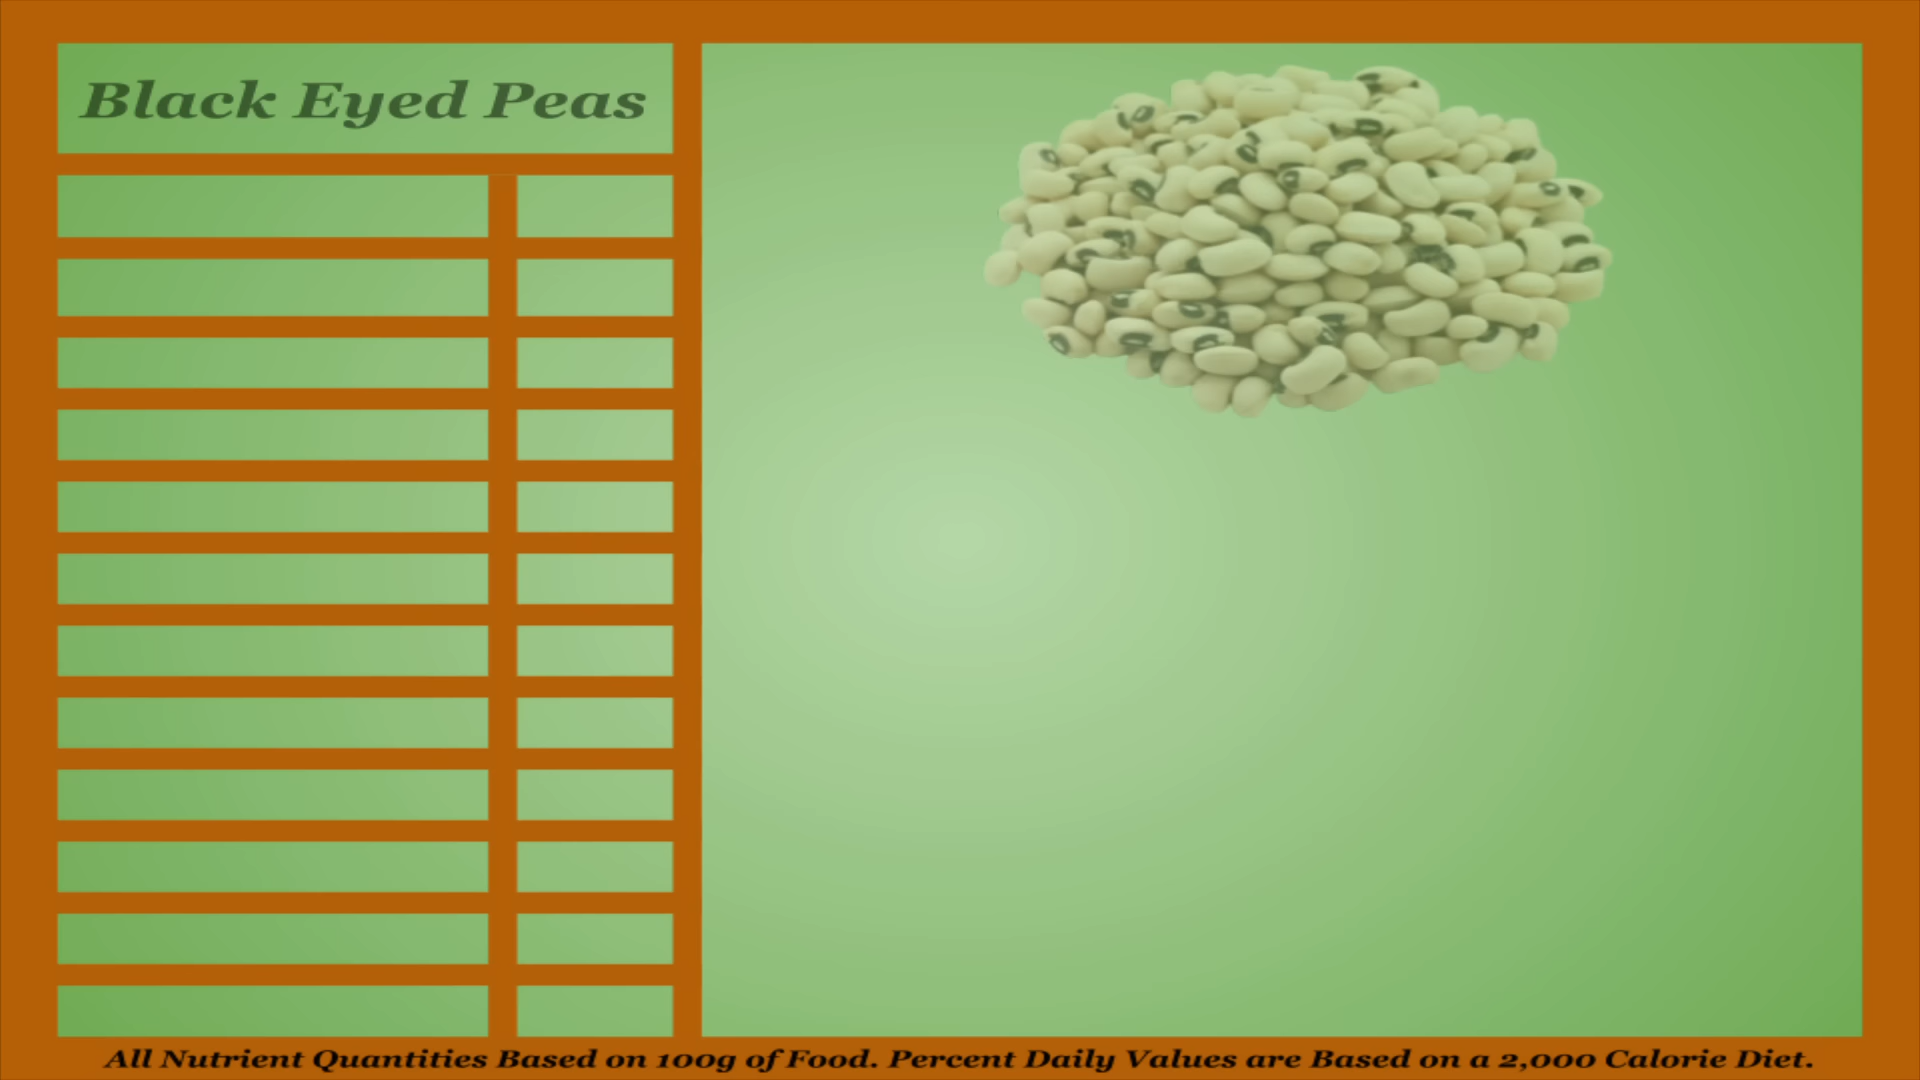 Black Eyed Peas
All Nutrient Quantities Based on 100g of Food. Percent Daily Values are Based on a 2,000 Calorie Diet.